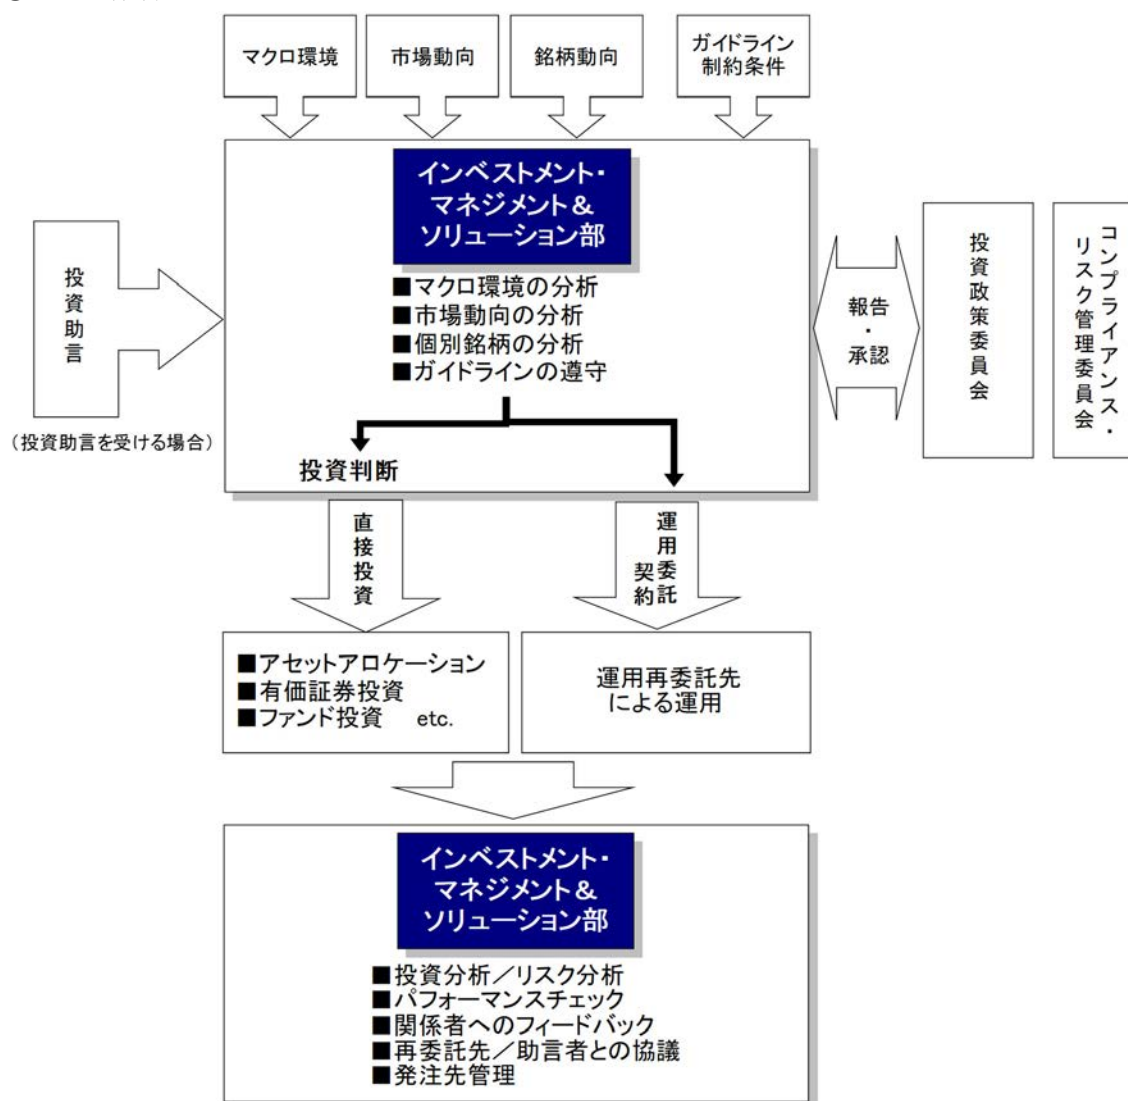 マクロ環境
市場動向
銘柄動向
ガイドライン
制約条件
インベストメント・
マネジメント＆
ソリューション部
■マクロ環境の分析
■市場動向の分析
■個別銘柄の分析
■ガイドラインの遵守
投資助言
（投資助言を受ける場合）
報告
・
承認
投資政策委員会
コンプライアンス・
リスク管理委員会
投資判断
直接投資
運用委託
契約
■アセットアロケーション
■有価証券投資
■ファンド投資　etc.
運用再委託先
による運用
インベストメント・
マネジメント＆
ソリューション部
■投資分析／リスク分析
■パフォーマンスチェック
■関係者へのフィードバック
■再委託先／助言者との協議
■発注先管理